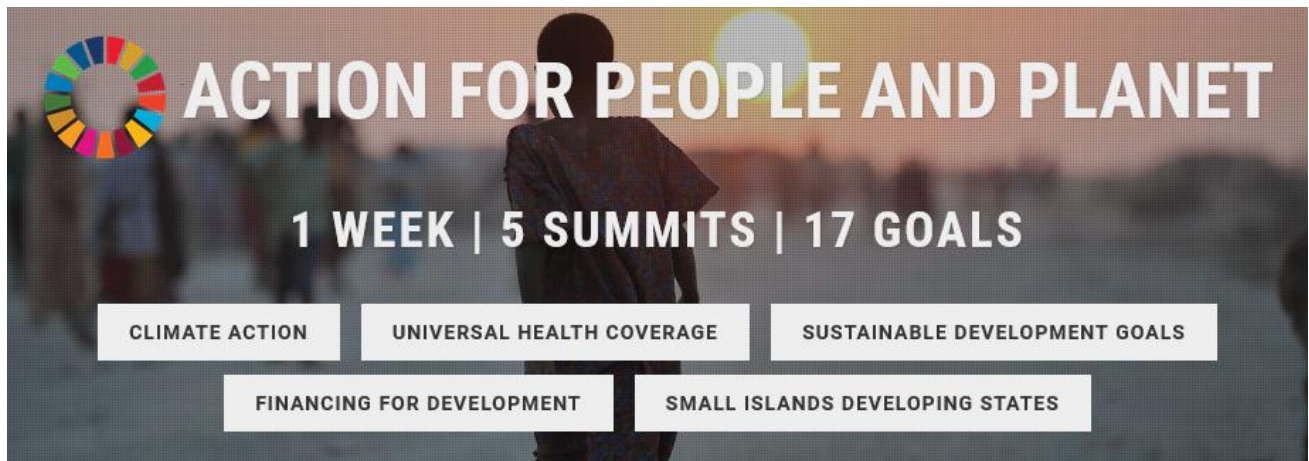 ACTION FOR PEOPLE AND PLANET
1 WEEK | 5 SUMMITS | 17 GOALS
CLIMATE ACTION
UNIVERSAL HEALTH COVERAGE
SUSTAINABLE DEVELOPMENT GOALS
FINANCING FOR DEVELOPMENT
SMALL ISLANDS DEVELOPING STATES